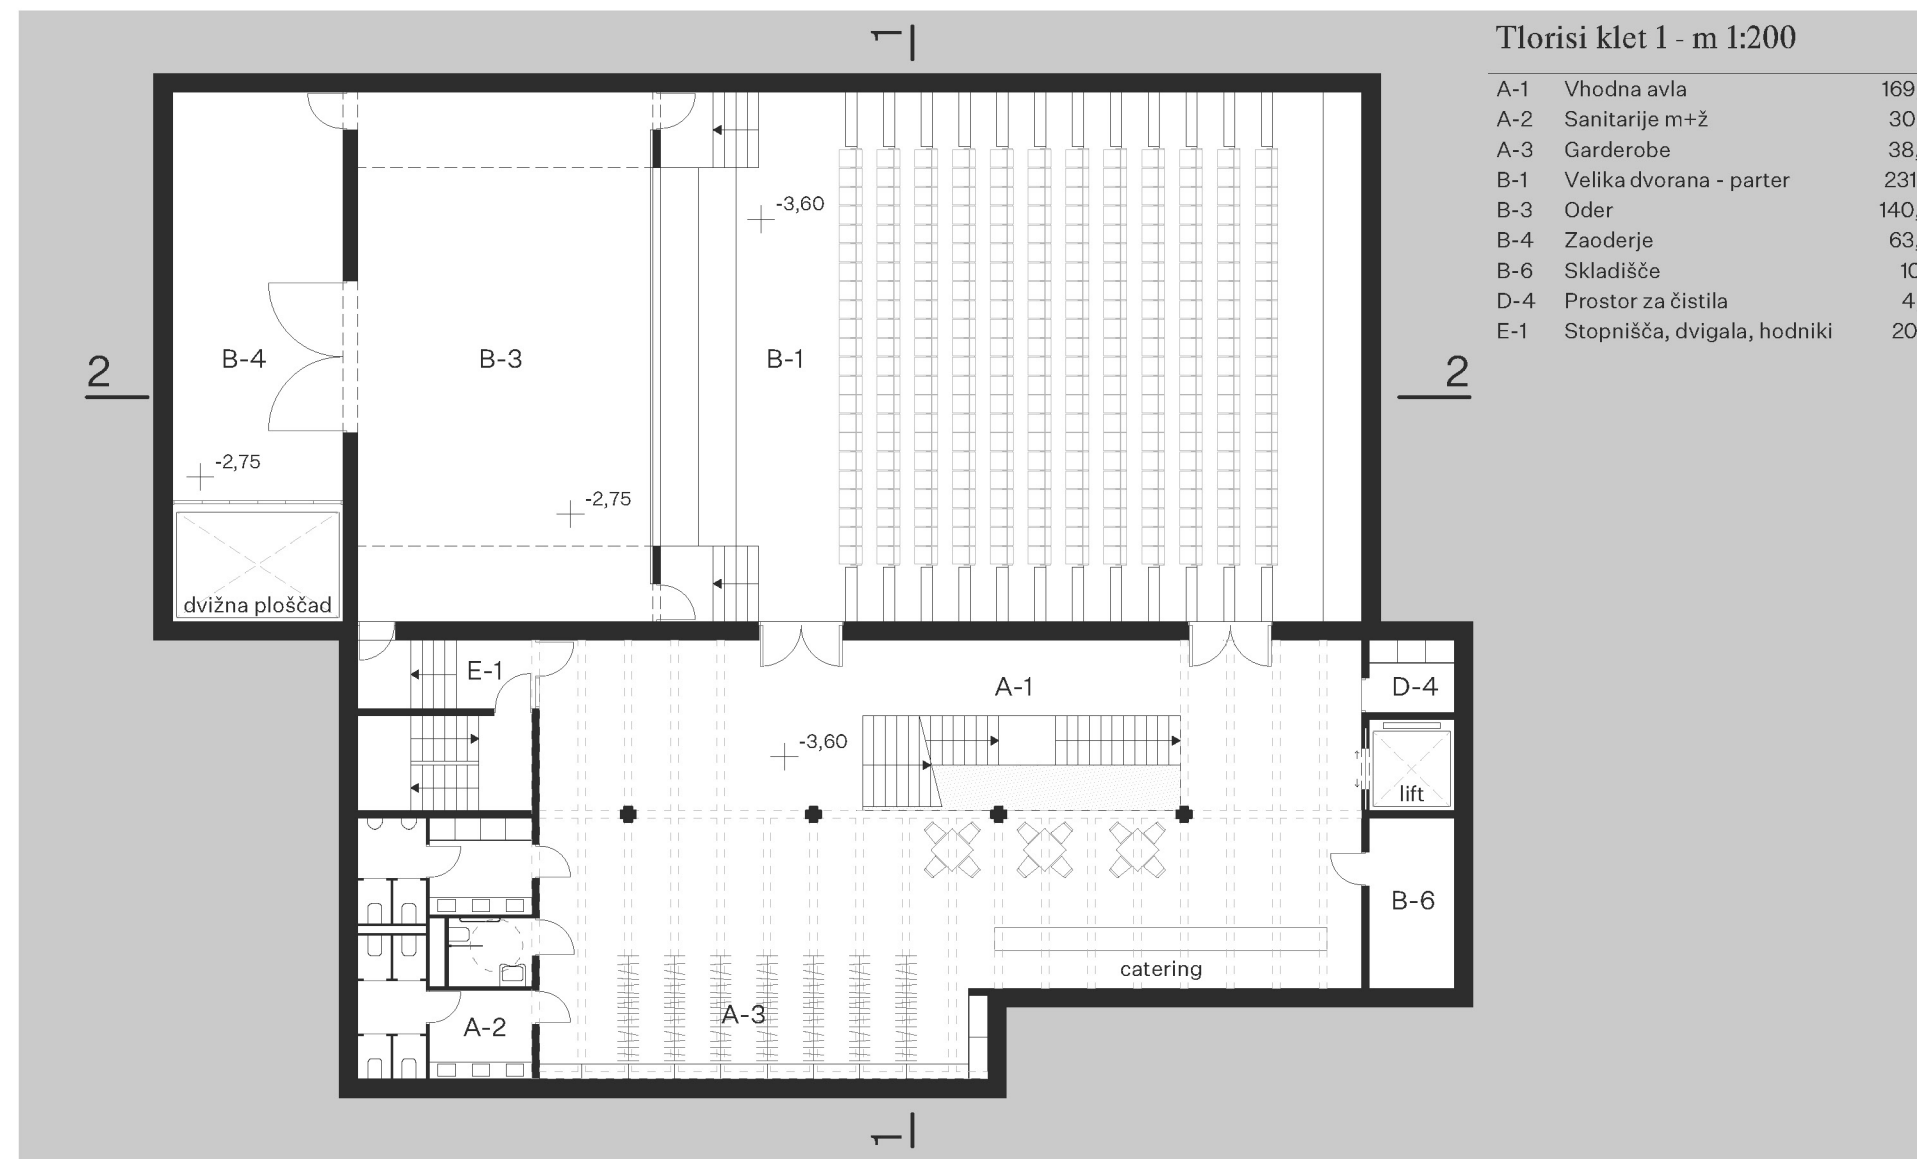 Tlorisi klet 1 - m 1:200
A-1 Vhodna avla 169
A-2 Sanitarije m+ž 30
A-3 Garderobe 38,
B-1 Velika dvorana - parter 231
B-3 Oder 140,
B-4 Zaoderje 63,
B-6 Skladišče 10
D-4 Prostor za čistila 4
E-1 Stopnišča, dvigala, hodniki 20
1
-3,60
2
B-4
B-3
B-1
2
-2,75
-2,75
dvižna ploščad
E-1
A-1
D-4
-3,60
lift
B-6
catering
A-3
A-2
1